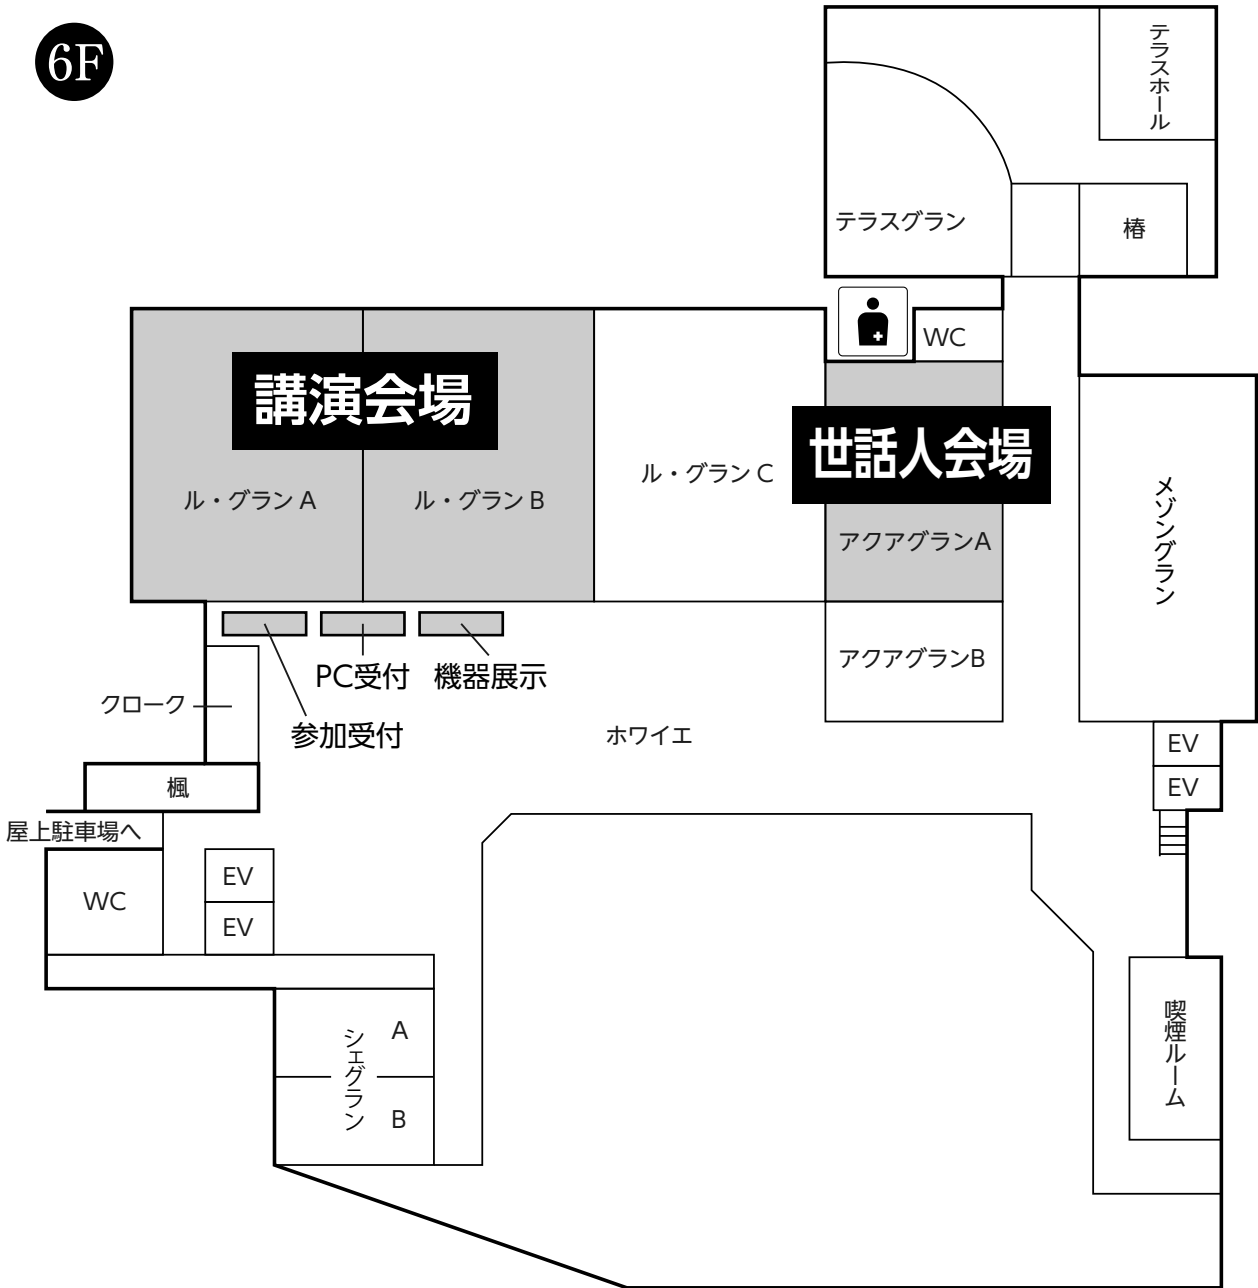 6F
テラスホール
テラスグラン
椿
WC
講演会場
世話人会場
ル・グラン A
ル・グラン B
ル・グラン C
アクアグランA
メゾングラン
アクアグランB
PC受付
機器展示
クローク
参加受付
ホワイエ
EV
EV
楓
屋上駐車場へ
WC
EV
EV
シェグラン
A
B
喫煙ルーム